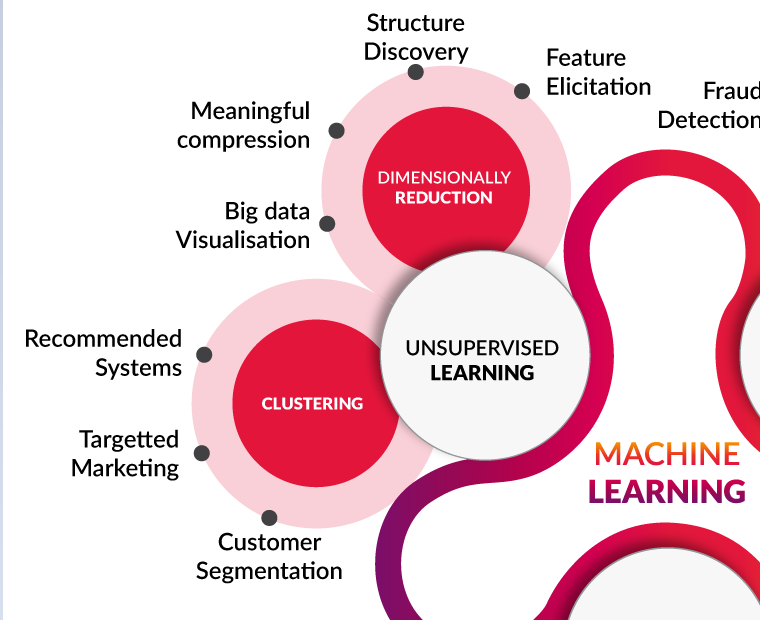 Structure
Discovery
Feature
Elicitation
Fraud
Detection
Meaningful
compression
DIMENSIONALLY
REDUCTION
Big data
Visualisation
Recommended
Systems
UNSUPERVISED
LEARNING
CLUSTERING
Targetted
Marketing
MACHINE
LEARNING
Customer
Segmentation